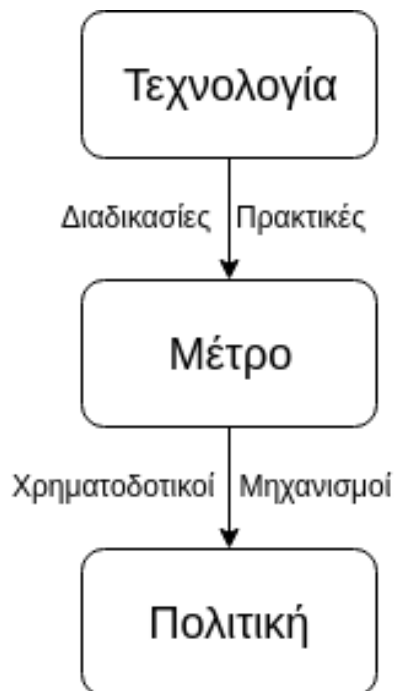 Τεχνολογία
Διαδικασίες Πρακτικές
Μέτρο
Χρηματοδοτικοί Μηχανισμοί
Πολιτική